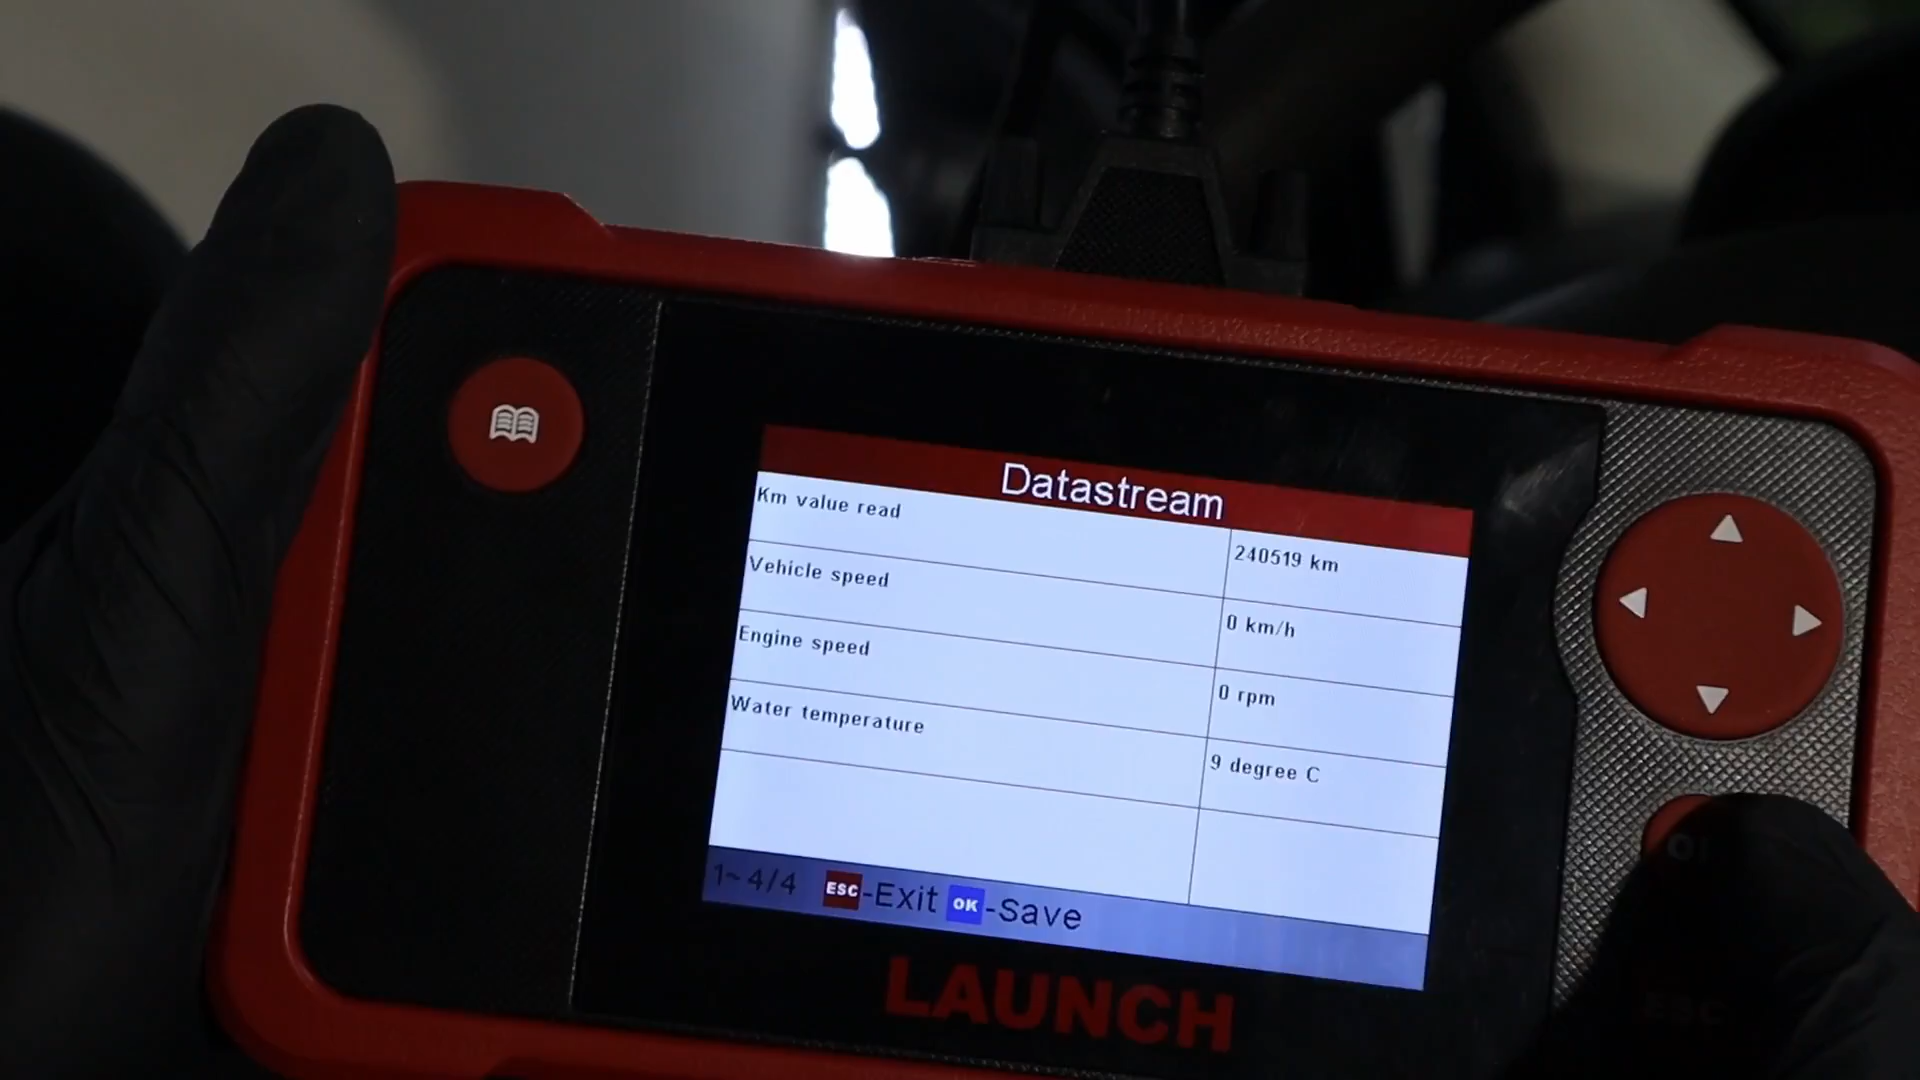 Datastream
Km value read 240519 km
Vehicle speed 0 km/h
Engine speed 0 rpm
Water temperature 9 degree C
1~4/4 ESC-Exit OK-Save
LAUNCH
ESC